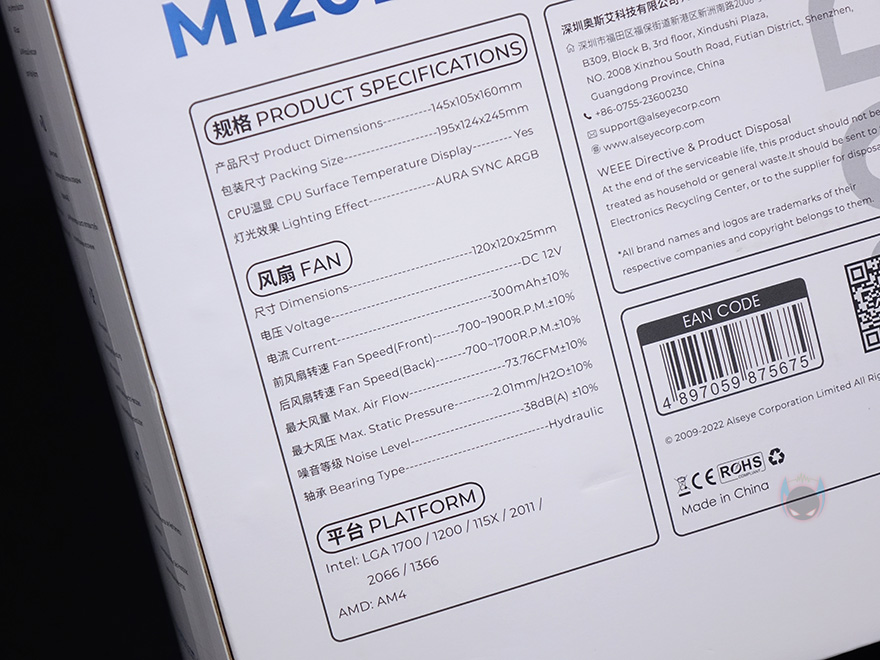 规格 PRODUCT SPECIFICATIONS
产品尺寸 Product Dimensions-----------145x105x160mm
包装尺寸 Packing Size---------------------195x124x245mm
CPU温显 CPU Surface Temperature Display--------- Yes
灯光效果 Lighting Effect---------------AURA SYNC ARGB
风扇 FAN
尺寸 Dimensions----------------------------120x120x25mm
电压 Voltage-------------------------------------------DC 12V
电流 Current----------------------------------300mAh±10%
前风扇转速 Fan Speed(Front)------700~1900R.P.M.±10%
后风扇转速 Fan Speed(Back)-------700~1700R.P.M.±10%
最大风量 Max. Air Flow---------------------73.76CFM±10%
最大风压 Max. Static Pressure---------2.01mm/H2O±10%
噪音等级 Noise Level-------------------------38dB(A) ±10%
轴承 Bearing Type--------------------------------Hydraulic
平台 PLATFORM
Intel: LGA 1700 / 1200 / 115X / 2011 /
2066 / 1366
AMD: AM4
深圳奥斯艾科技有限公司
深圳市福田区福保街道新港区新洲南路2008
B309, Block B, 3rd floor, Xindushi Plaza,
NO. 2008 Xinzhou South Road, Futian District, Shenzhen,
Guangdong Province, China
+86-0755-23600230
support@alseyecorp.com
www.alseyecorp.com
WEEE Directive & Product Disposal
At the end of the serviceable life, this product should not be
treated as household or general waste.It should be sent to
Electronics Recycling Center, or to the supplier for disposa
*All brand names and logos are trademarks of their
respective companies and copyright belongs to them.
EAN CODE
4 897059 875675
© 2009-2022 Alseye Corporation Limited All Rig
CE ROHS
Made in China